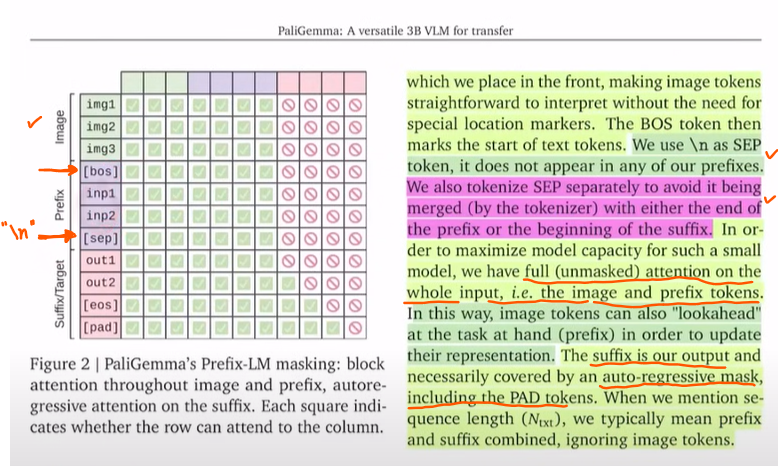 PaliGemma: A versatile 3B VLM for transfer
Image
Prefix
Suffix/Target
img1
img2
img3
[bos]
inp1
inp2
[sep]
out1
out2
[eos]
[pad]
"\n"
Figure 2 | PaliGemma's Prefix-LM masking: block
attention throughout image and prefix, autore-
gressive attention on the suffix. Each square indi-
cates whether the row can attend to the column.
which we place in the front, making image tokens
straightforward to interpret without the need for
special location markers. The BOS token then
marks the start of text tokens. We use \n as SEP
token, it does not appear in any of our prefixes.
We also tokenize SEP separately to avoid it being
merged (by the tokenizer) with either the end of
the prefix or the beginning of the suffix. In or-
der to maximize model capacity for such a small
model, we have full (unmasked) attention on the
whole input, i.e. the image and prefix tokens.
In this way, image tokens can also "lookahead"
at the task at hand (prefix) in order to update
their representation. The suffix is our output and
necessarily covered by an auto-regressive mask,
including the PAD tokens. When we mention se-
quence length (Ntxt), we typically mean prefix
and suffix combined, ignoring image tokens.